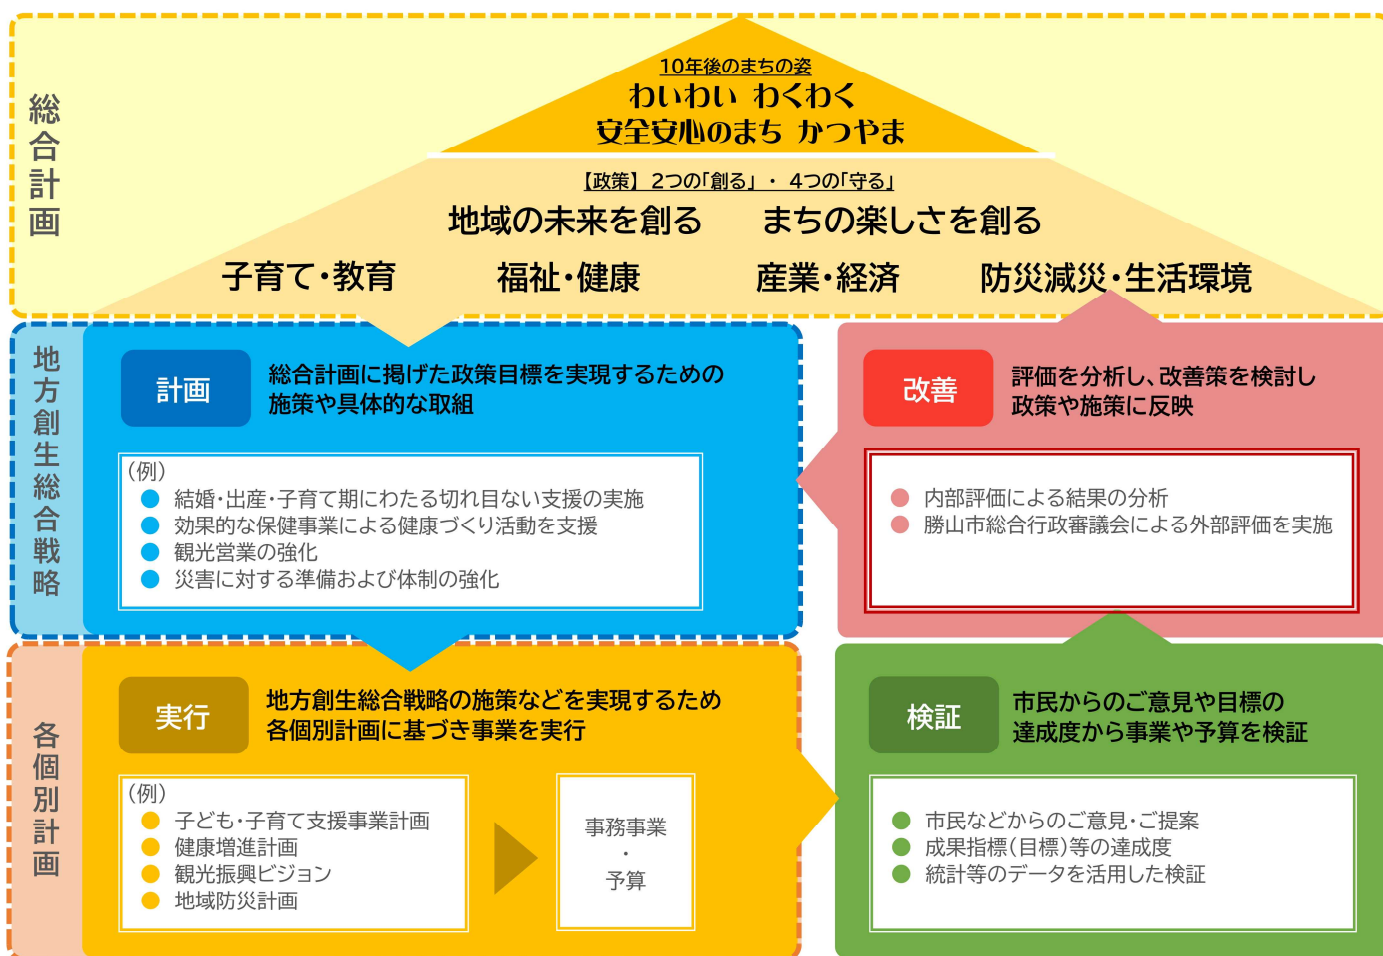 総合計画
10年後のまちの姿
わいわい わくわく
安全安心のまち かつやま
【政策】 2つの「創る」 ・ 4つの「守る」
地域の未来を創る まちの楽しさを創る
子育て・教育 福祉・健康 産業・経済 防災減災・生活環境
地方創生総合戦略
計画
総合計画に掲げた政策目標を実現するための
施策や具体的な取組
(例)
● 結婚・出産・子育て期にわたる切れ目ない支援の実施
● 効果的な保健事業による健康づくり活動を支援
● 観光営業の強化
● 災害に対する準備および体制の強化
改善
評価を分析し、改善策を検討し
政策や施策に反映
● 内部評価による結果の分析
● 勝山市総合行政審議会による外部評価を実施
各個別計画
実行
地方創生総合戦略の施策などを実現するため
各個別計画に基づき事業を実行
(例)
● 子ども・子育て支援事業計画
● 健康増進計画
● 観光振興ビジョン
● 地域防災計画
事務事業
・
予算
検証
市民からのご意見や目標の
達成度から事業や予算を検証
● 市民などからのご意見・ご提案
● 成果指標(目標)等の達成度
● 統計等のデータを活用した検証